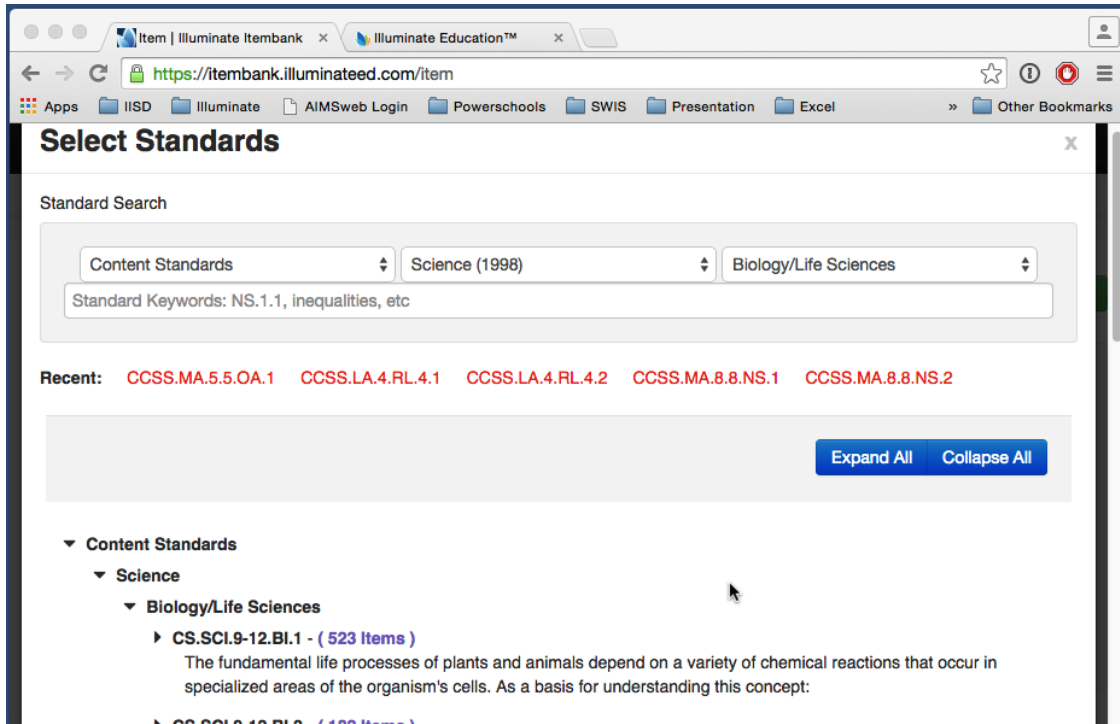 Item | Illuminate Itembank
Illuminate Education™
https://itembank.illuminateed.com/item
Apps IISD Illuminate AIMSweb Login Powerschools SWIS Presentation Excel » Other Bookmarks
Select Standards
x
Standard Search
Content Standards Science (1998) Biology/Life Sciences
Standard Keywords: NS.1.1, inequalities, etc
Recent: CCSS.MA.5.5.OA.1 CCSS.LA.4.RL.4.1 CCSS.LA.4.RL.4.2 CCSS.MA.8.8.NS.1 CCSS.MA.8.8.NS.2
Expand All Collapse All
Content Standards
Science
Biology/Life Sciences
CS.SCI.9-12.BI.1 - ( 523 Items )
The fundamental life processes of plants and animals depend on a variety of chemical reactions that occur in
specialized areas of the organism's cells. As a basis for understanding this concept: